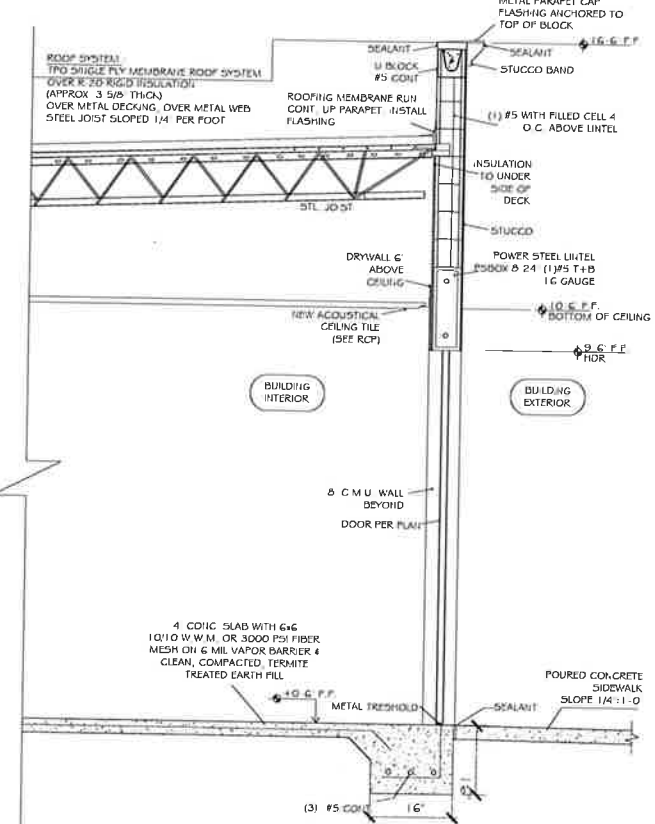 METAL PARAPET CAP
FLASHING ANCHORED TO
TOP OF BLOCK
SEALANT
SEALANT
16-6" F.F.
U BLOCK
#5 CONT
STUCCO BAND
ROOF SYSTEM
TPO SINGLE PLY MEMBRANE ROOF SYSTEM
OVER R-20 RIGID INSULATION
(APPROX 3 5/8" THICK)
OVER METAL DECKING, OVER METAL WEB
STEEL JOIST SLOPED 1/4" PER FOOT
ROOFING MEMBRANE RUN
CONT. UP PARAPET. INSTALL
FLASHING
(1) #5 WITH FILLED CELL 4
O.C. ABOVE LINTEL
INSULATION
TO UNDER
SIDE OF
DECK
STL. JOIST
STUCCO
DRYWALL 6"
ABOVE
CEILING
POWER STEEL LINTEL
8 24 (1)#5 T+B
16 GAUGE
NEW ACOUSTICAL
CEILING TILE
(SEE RCP)
10-6" F.F.
BOTTOM OF CEILING
9-6" F.F.
HDR
BUILDING
INTERIOR
BUILDING
EXTERIOR
8 C.M.U. WALL
BEYOND
DOOR PER PLAN
4 CONC SLAB WITH 6x6
10/10 W.W.M. OR 3000 PSI FIBER
MESH ON 6 MIL VAPOR BARRIER &
CLEAN, COMPACTED, TERMITE
TREATED EARTH FILL
F.F.
METAL TRESHOLD
SEALANT
POURED CONCRETE
SIDEWALK
SLOPE 1/4":1-0
(3) #5 CONT.
16"